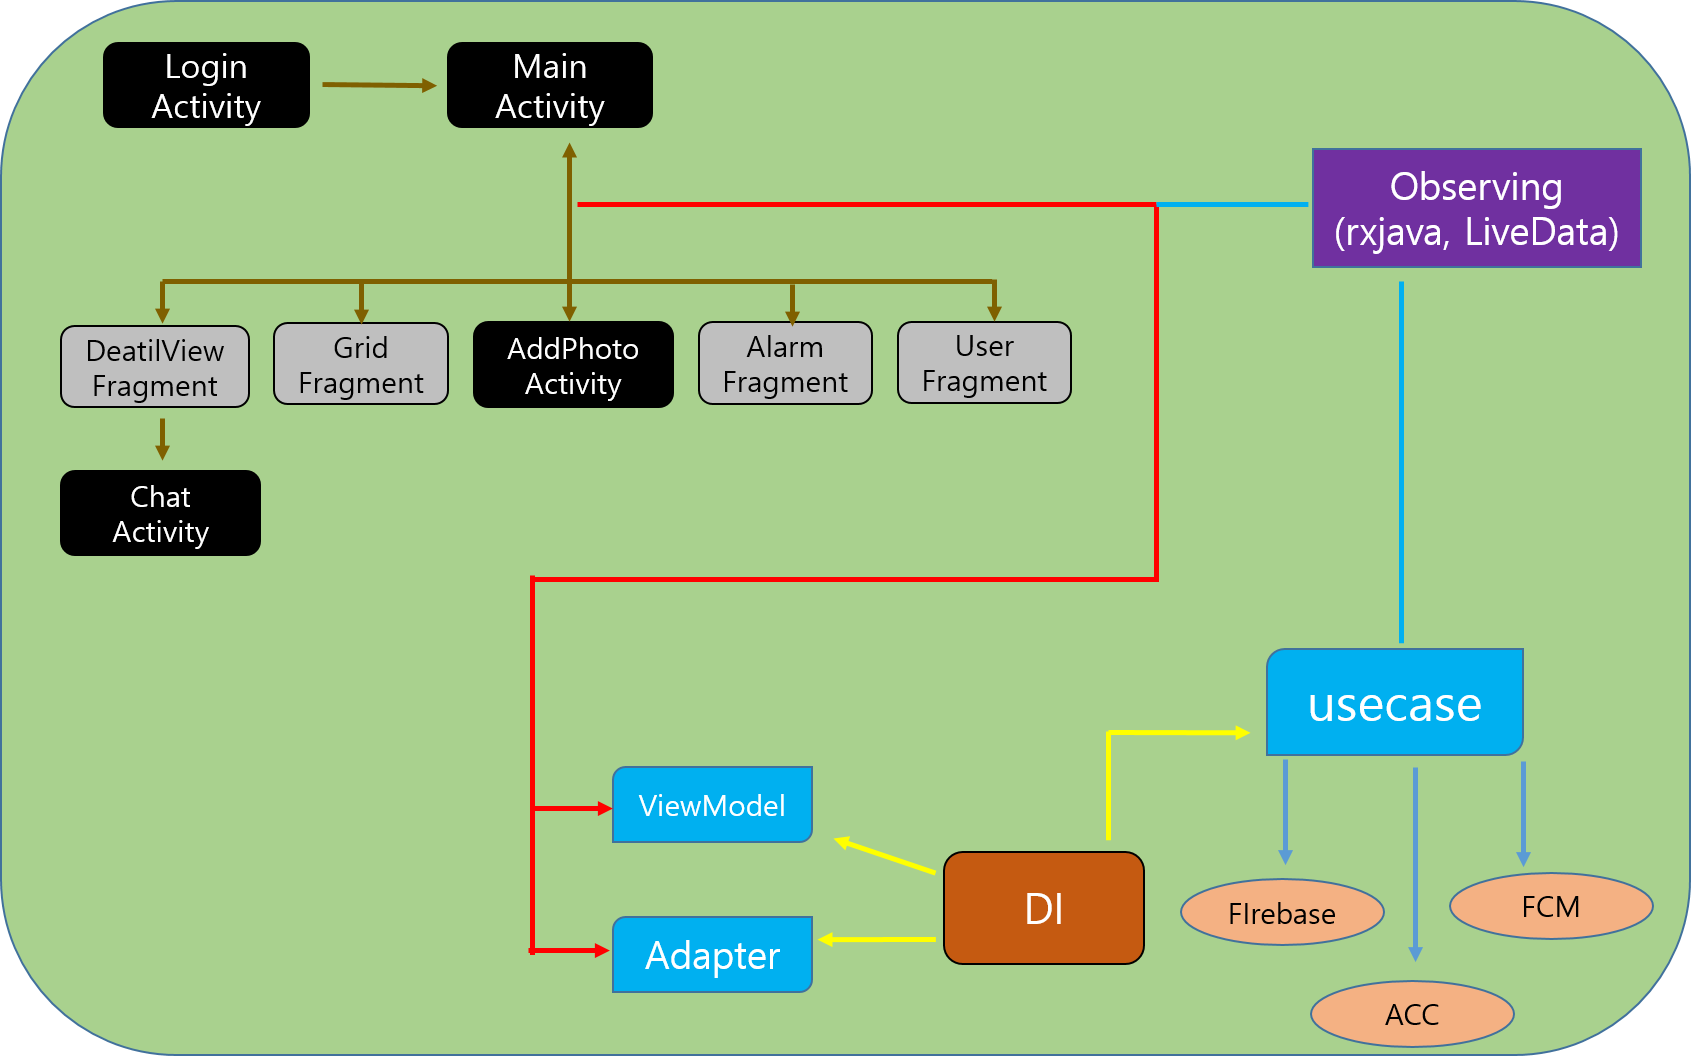 Login
Activity
Main
Activity
Observing
(rxjava, LiveData)
DeatilView
Fragment
Grid
Fragment
AddPhoto
Activity
Alarm
Fragment
User
Fragment
Chat
Activity
usecase
ViewModel
DI
Adapter
FIrebase
FCM
ACC